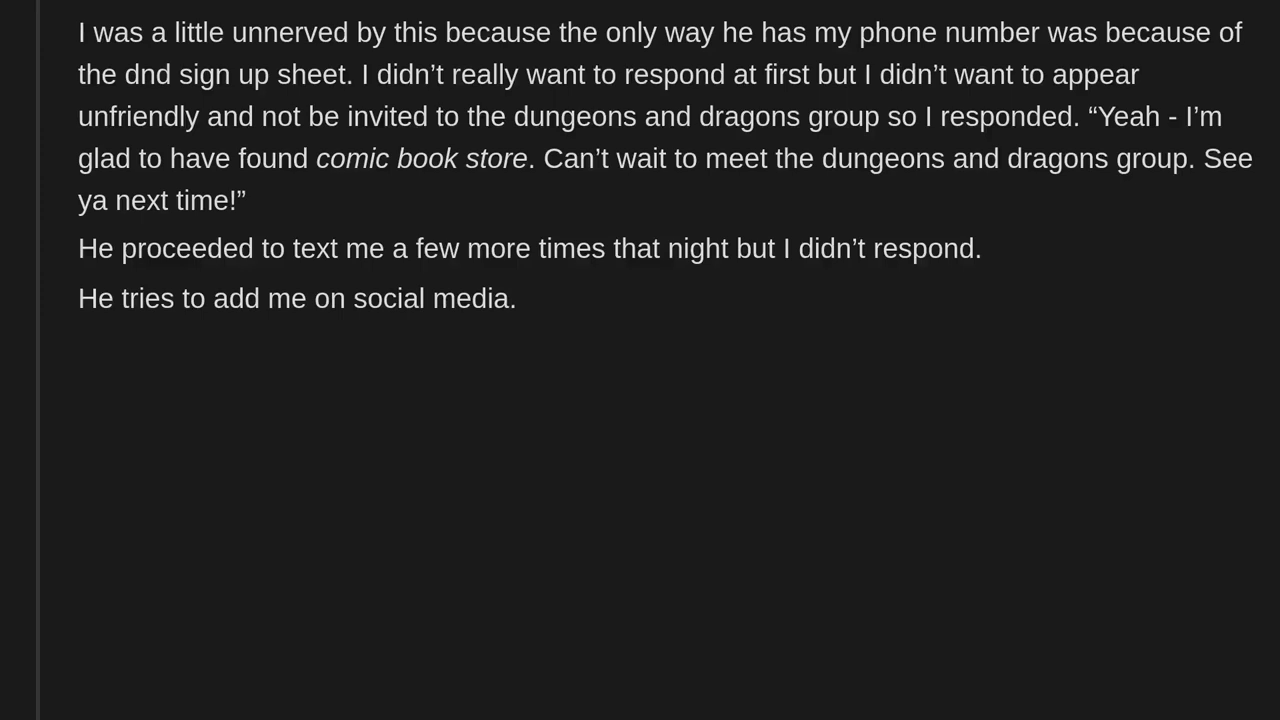 I was a little unnerved by this because the only way he has my phone number was because of
the dnd sign up sheet. I didn’t really want to respond at first but I didn’t want to appear
unfriendly and not be invited to the dungeons and dragons group so I responded. “Yeah - I’m
glad to have found comic book store. Can’t wait to meet the dungeons and dragons group. See
ya next time!”
He proceeded to text me a few more times that night but I didn’t respond.
He tries to add me on social media.